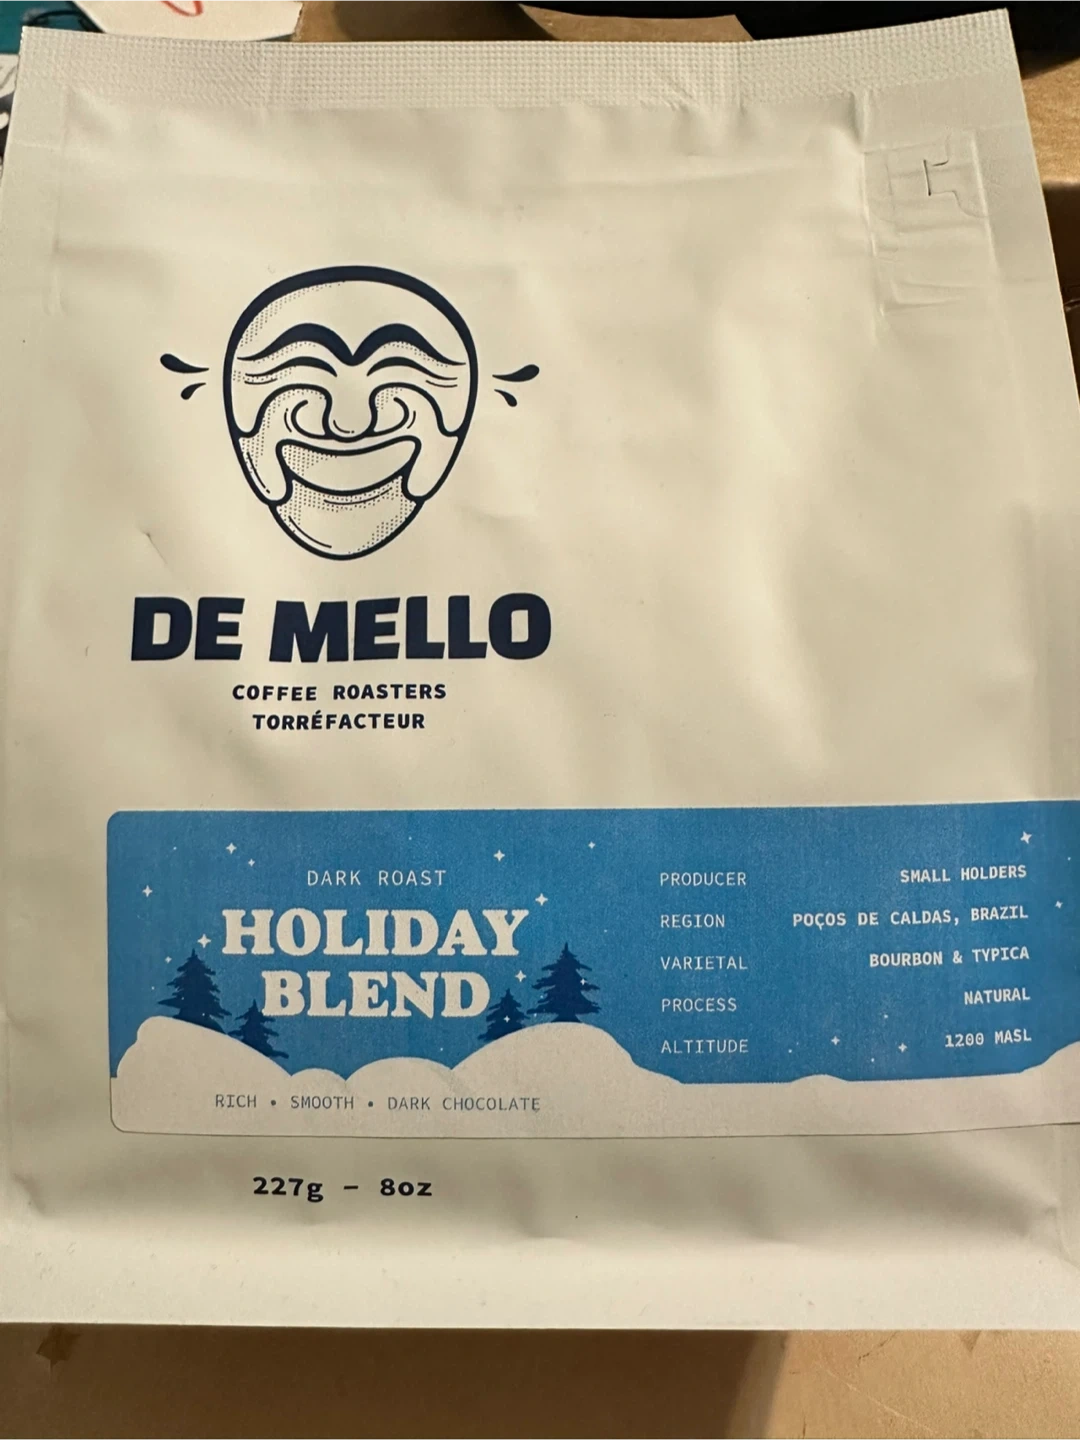 DE MELLO
COFFEE ROASTERS
TORRÉFACTEUR
DARK ROAST
HOLIDAY
BLEND
RICH • SMOOTH • DARK CHOCOLATE
PRODUCER SMALL HOLDERS
REGION POÇOS DE CALDAS, BRAZIL
VARIETAL BOURBON & TYPICA
PROCESS NATURAL
ALTITUDE 1200 MASL
227g – 8oz